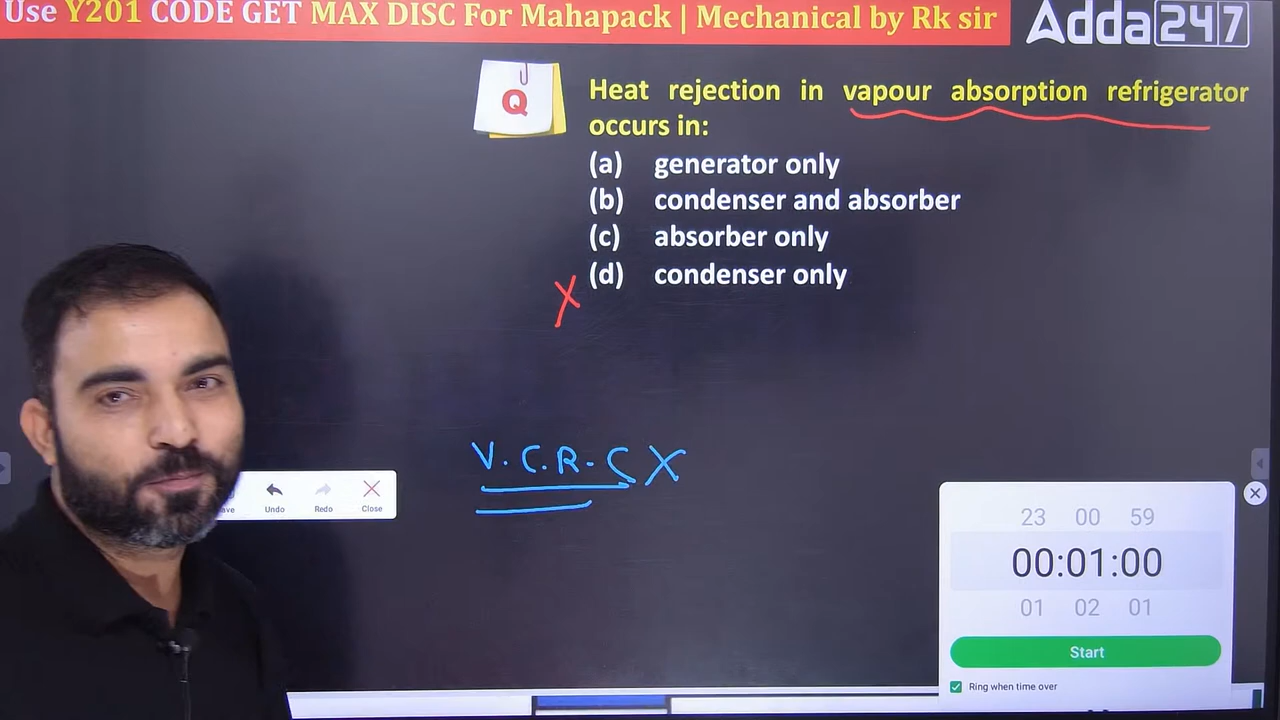 Use Y201 CODE GET MAX DISC For Mahapack | Mechanical by Rk sir
Adda247
Q
Heat rejection in vapour absorption refrigerator
occurs in:
(a) generator only
(b) condenser and absorber
(c) absorber only
(d) condenser only
X
V.C.R.S X
ave Undo Redo Close
23 00 59
00:01:00
01 02 01
Start
Ring when time over